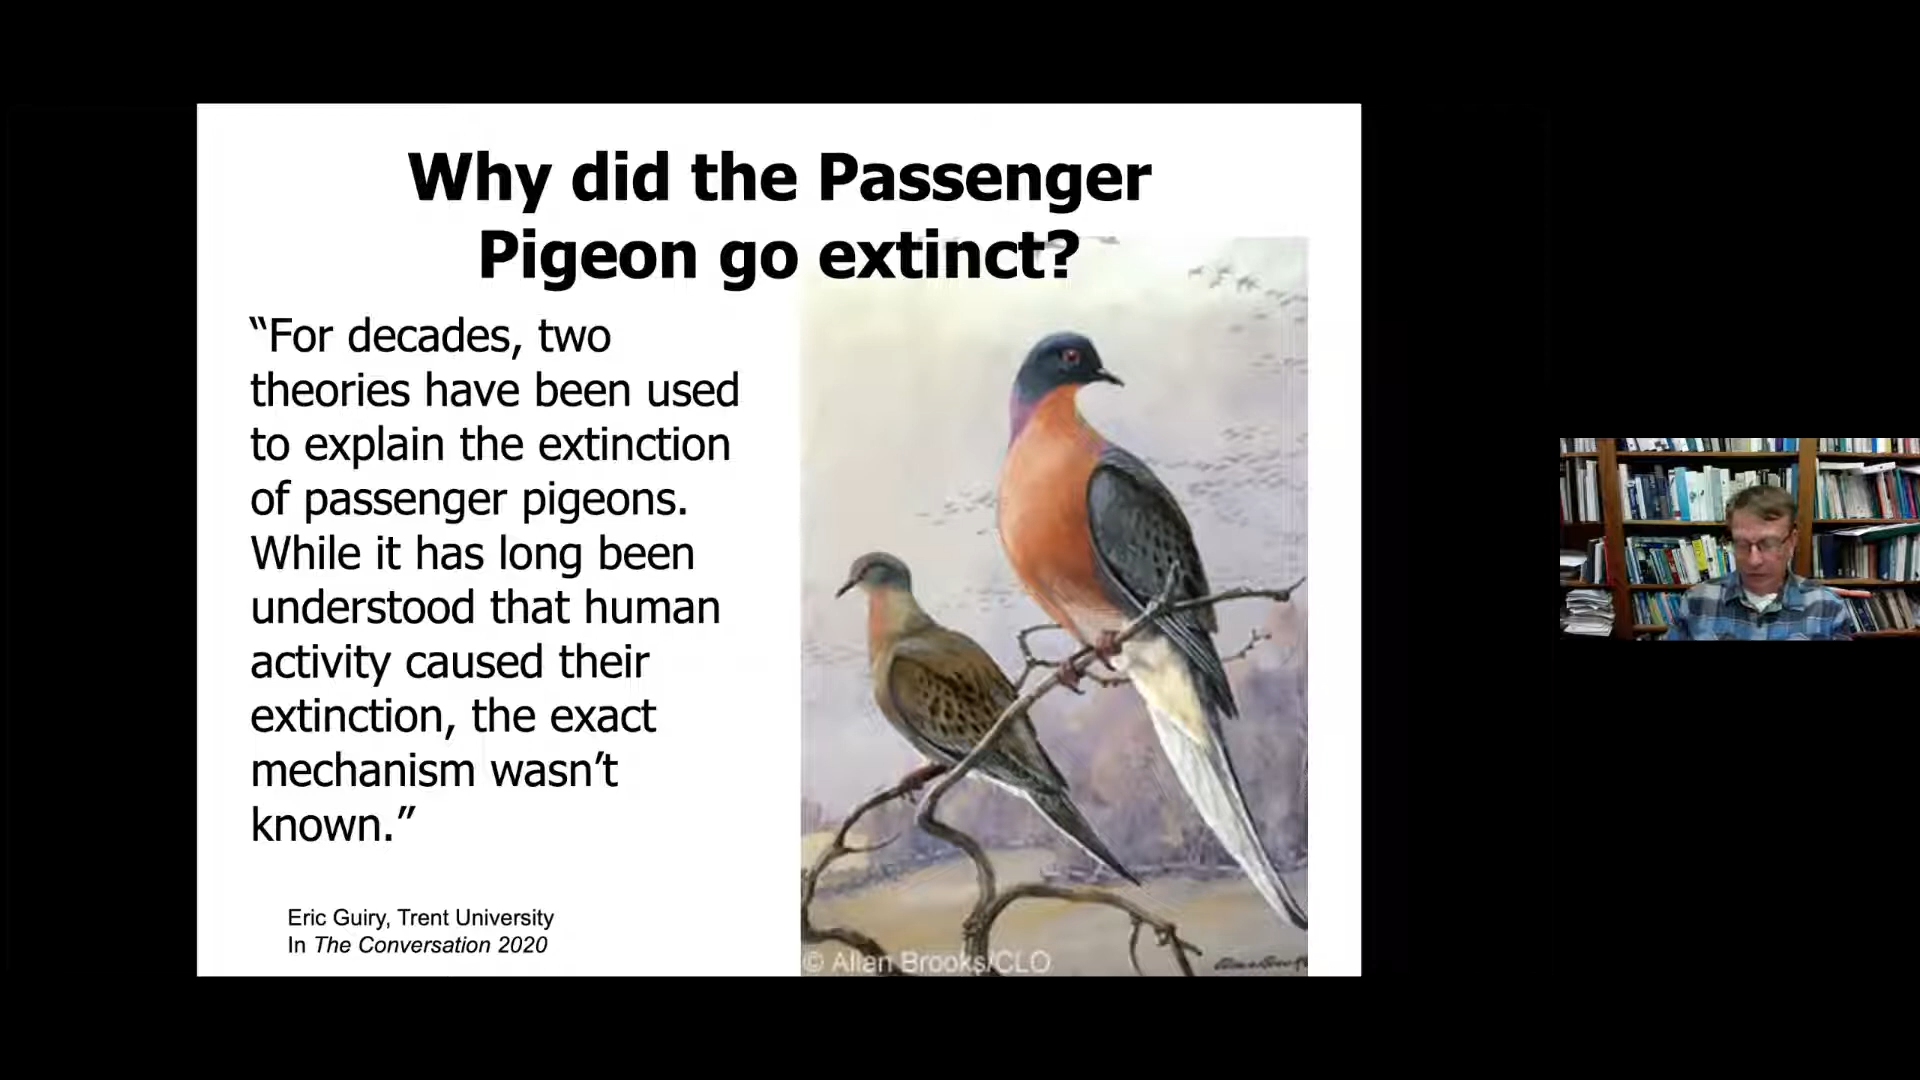 Why did the Passenger
Pigeon go extinct?
“For decades, two
theories have been used
to explain the extinction
of passenger pigeons.
While it has long been
understood that human
activity caused their
extinction, the exact
mechanism wasn’t
known.”
Eric Guiry, Trent University
In The Conversation 2020
© Allan Brooks/CLO